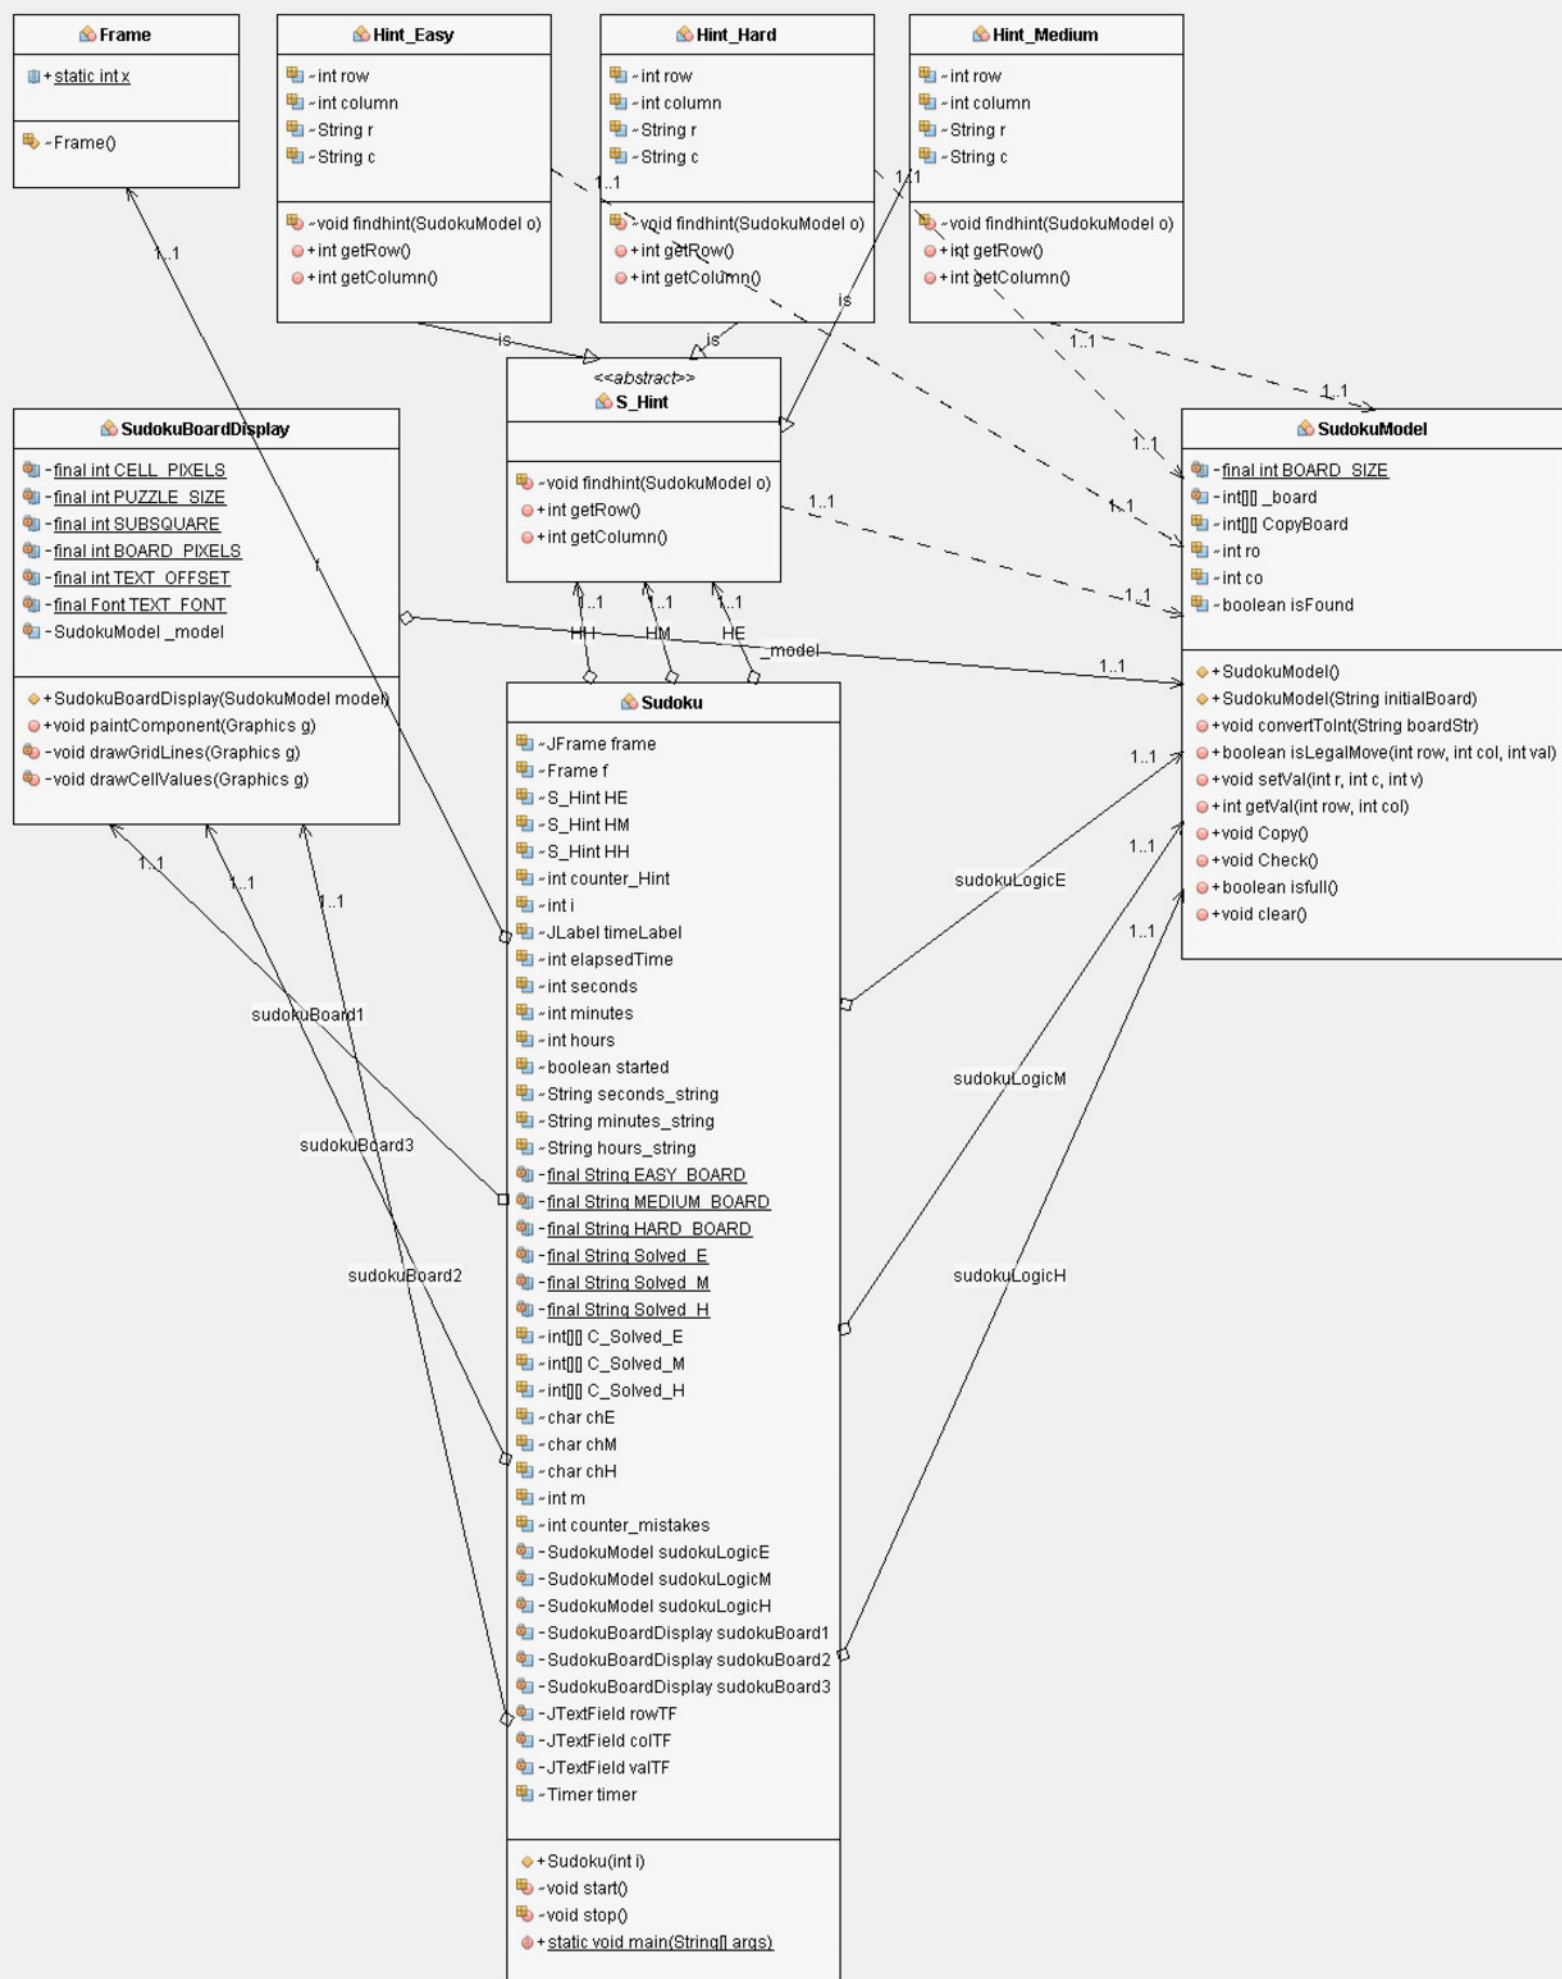 Frame
+static int x
~Frame()
Hint_Easy
~int row
~int column
~String r
~String c
~void findhint(SudokuModel o)
+int getRow()
+int getColumn()
Hint_Hard
~int row
~int column
~String r
~String c
~void findhint(SudokuModel o)
+int getRow()
+int getColumn()
Hint_Medium
~int row
~int column
~String r
~String c
~void findhint(SudokuModel o)
+int getRow()
+int getColumn()
1..1
1..1
1..1
is
is
is
1..1
1..1
1..1
1..1
<<abstract>>
S_Hint
~void findhint(SudokuModel o)
+int getRow()
+int getColumn()
1..1
1..1
SudokuBoardDisplay
-final int CELL_PIXELS
-final int PUZZLE_SIZE
-final int SUBSQUARE
-final int BOARD_PIXELS
-final int TEXT_OFFSET
-final Font TEXT_FONT
-SudokuModel _model
+SudokuBoardDisplay(SudokuModel model)
+void paintComponent(Graphics g)
-void drawGridLines(Graphics g)
-void drawCellValues(Graphics g)
f
SudokuModel
-final int BOARD_SIZE
-int[][] _board
~int[][] CopyBoard
~int ro
~int co
~boolean isFound
+SudokuModel()
+SudokuModel(String initialBoard)
+void convertToInt(String boardStr)
+boolean isLegalMove(int row, int col, int val)
+void setVal(int r, int c, int v)
+int getVal(int row, int col)
+void Copy()
+void Check()
+boolean isfull()
+void clear()
1..1
1..1
1..1
HH
HM
HE
_model
1..1
Sudoku
~JFrame frame
~Frame f
~S_Hint HE
~S_Hint HM
~S_Hint HH
~int counter_Hint
~int i
~JLabel timeLabel
~int elapsedTime
~int seconds
~int minutes
~int hours
~boolean started
~String seconds_string
~String minutes_string
~String hours_string
-final String EASY_BOARD
-final String MEDIUM_BOARD
-final String HARD_BOARD
-final String Solved_E
-final String Solved_M
-final String Solved_H
~int[][] C_Solved_E
~int[][] C_Solved_M
~int[][] C_Solved_H
~char chE
~char chM
~char chH
~int m
~int counter_mistakes
-SudokuModel sudokuLogicE
-SudokuModel sudokuLogicM
-SudokuModel sudokuLogicH
-SudokuBoardDisplay sudokuBoard1
-SudokuBoardDisplay sudokuBoard2
-SudokuBoardDisplay sudokuBoard3
-JTextField rowTF
-JTextField colTF
-JTextField valTF
~Timer timer
+Sudoku(int i)
~void start()
~void stop()
+static void main(String[] args)
1..1
1..1
1..1
sudokuBoard1
sudokuBoard3
sudokuBoard2
1..1
1..1
1..1
sudokuLogicE
sudokuLogicM
sudokuLogicH